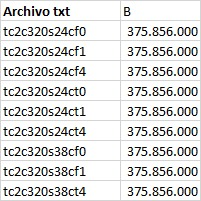 Archivo txt B
tc2c320s24cf0 375.856.000
tc2c320s24cf1 375.856.000
tc2c320s24cf4 375.856.000
tc2c320s24ct0 375.856.000
tc2c320s24ct1 375.856.000
tc2c320s24ct4 375.856.000
tc2c320s38cf0 375.856.000
tc2c320s38cf1 375.856.000
tc2c320s38ct4 375.856.000